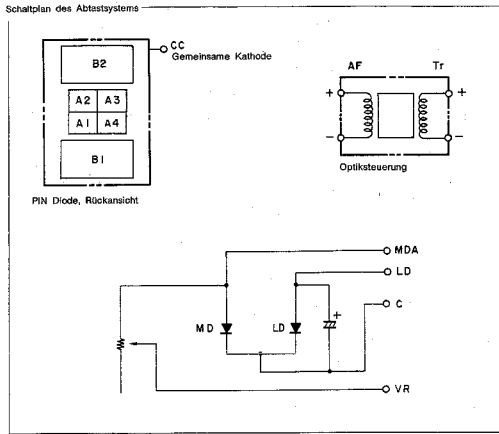 Schaltplan des Abtastsystems
CC
Gemeinsame Kathode
B2
A2 A3
A1 A4
B1
PIN Diode, Rückansicht
AF Tr
+ +
− −
Optiksteuerung
MDA
LD
C
MD LD +
VR